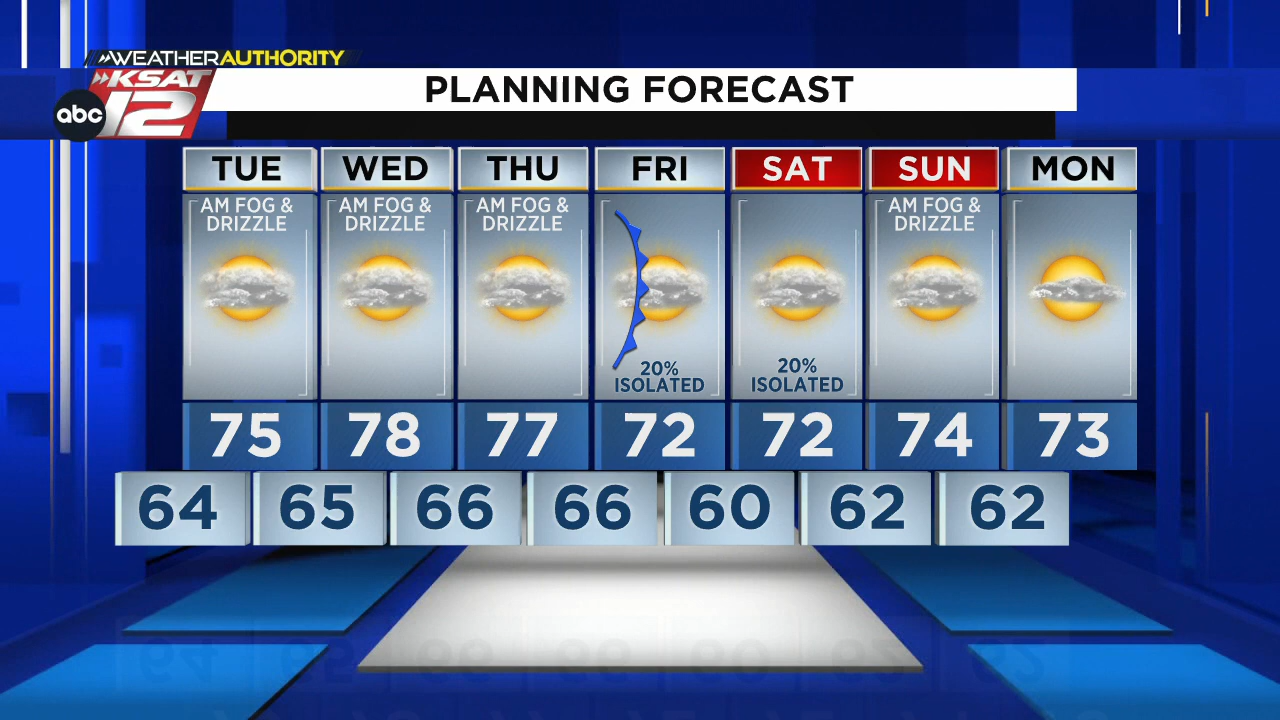 WEATHERAUTHORITY
KSAT
abc 12
PLANNING FORECAST
TUE WED THU FRI SAT SUN MON
AM FOG & AM FOG & AM FOG & AM FOG &
DRIZZLE DRIZZLE DRIZZLE DRIZZLE
20% 20%
ISOLATED ISOLATED
75 78 77 72 72 74 73
64 65 66 66 60 62 62